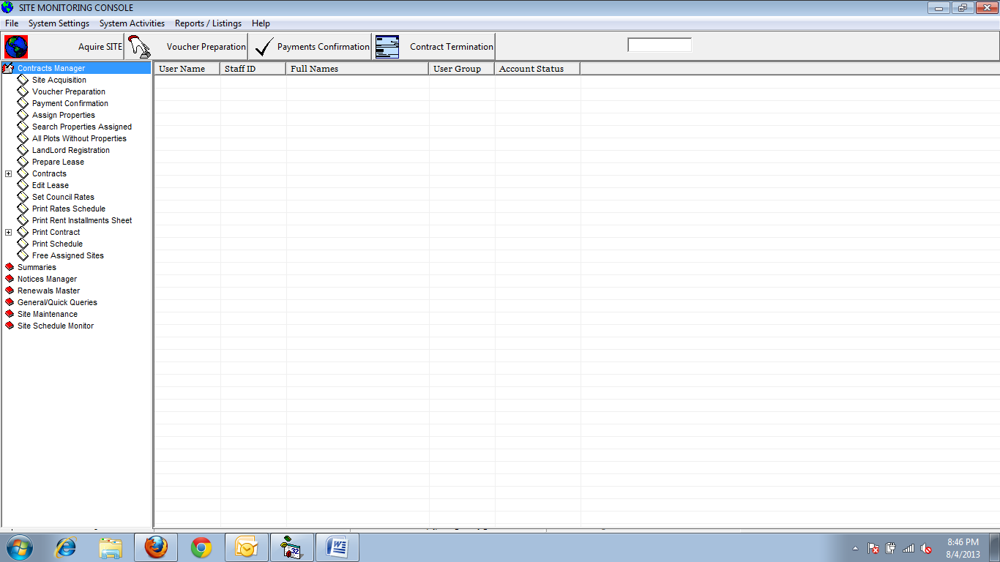 SITE MONITORING CONSOLE
File System Settings System Activities Reports / Listings Help
Aquire SITE Voucher Preparation Payments Confirmation Contract Termination
Contracts Manager
Site Acquisition
Voucher Preparation
Payment Confirmation
Assign Properties
Search Properties Assigned
All Plots Without Properties
LandLord Registration
Prepare Lease
Contracts
Edit Lease
Set Council Rates
Print Rates Schedule
Print Rent Installments Sheet
Print Contract
Print Schedule
Free Assigned Sites
Summaries
Notices Manager
Renewals Master
General/Quick Queries
Site Maintenance
Site Schedule Monitor
User Name Staff ID Full Names User Group Account Status
32
8:46 PM
8/4/2013